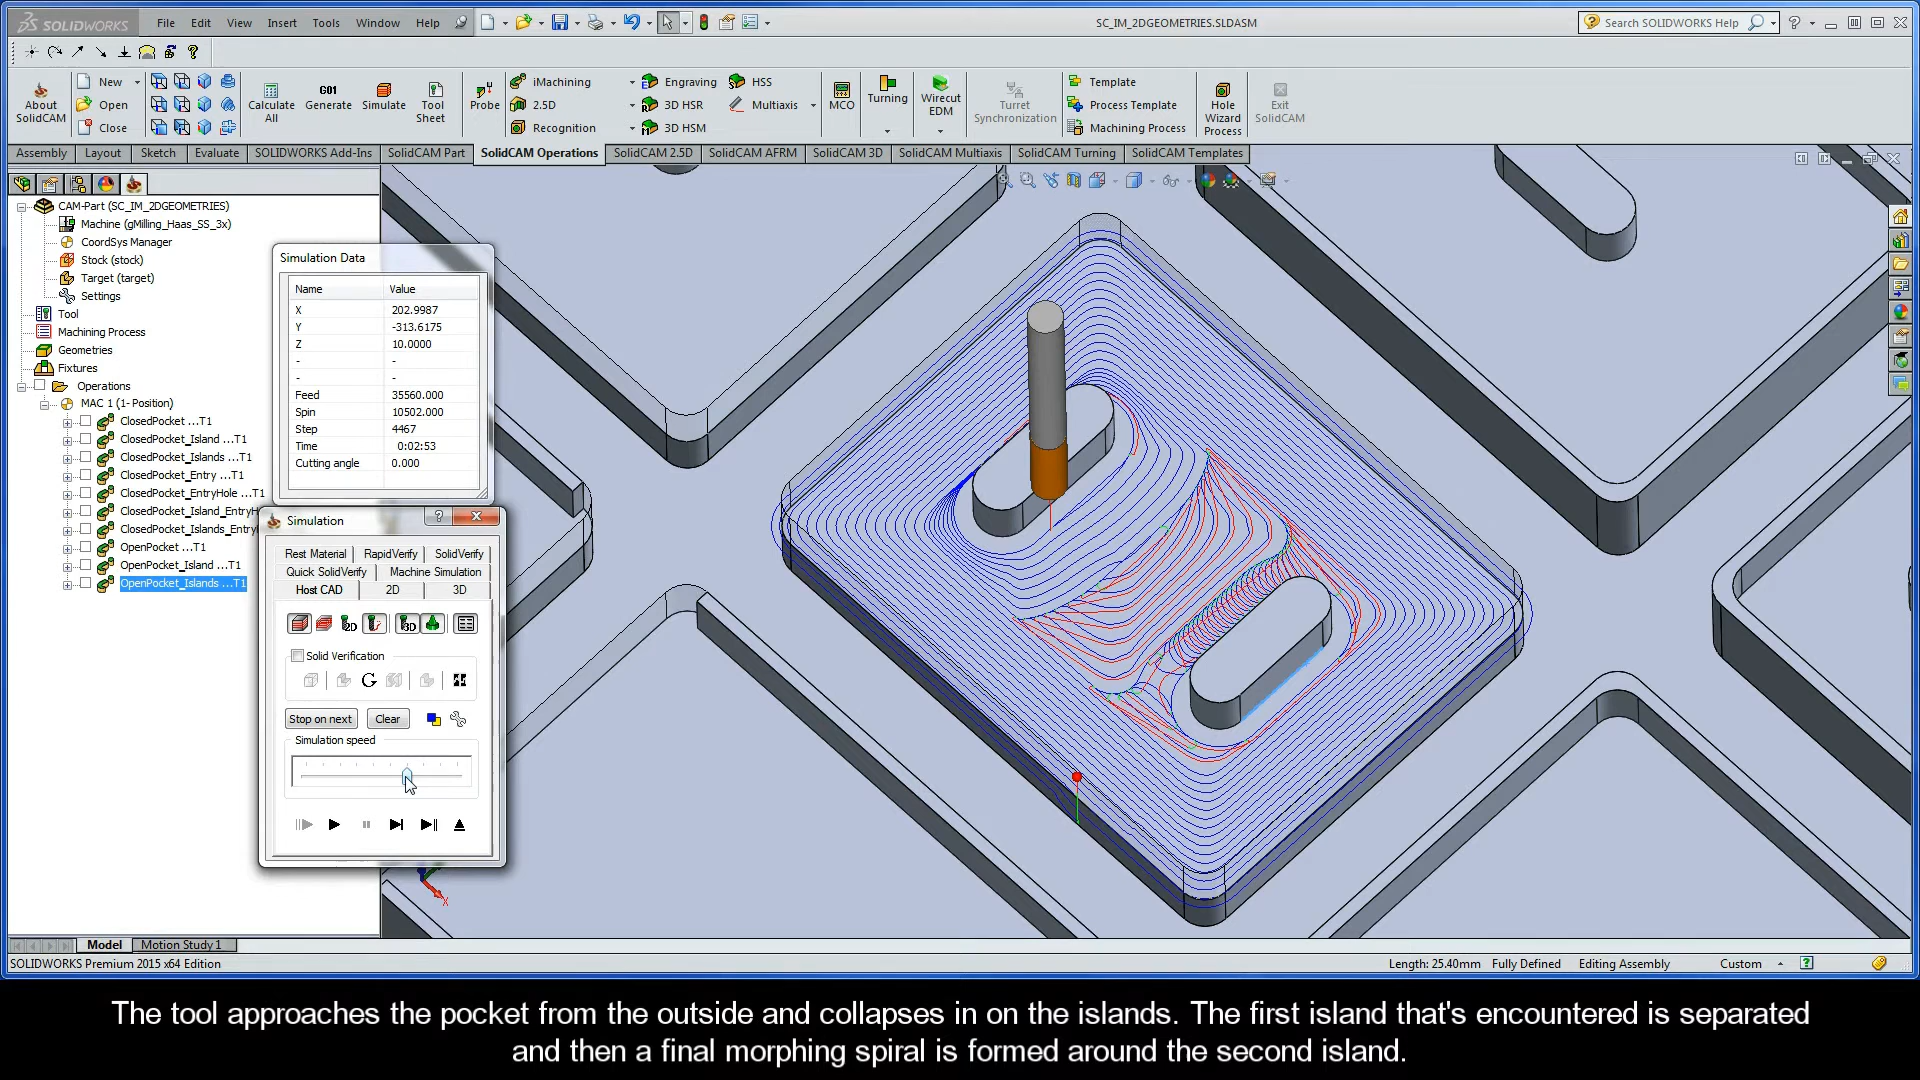 SOLIDWORKS File Edit View Insert Tools Window Help SC_IM_2DGEOMETRIES.SLDASM Search SOLIDWORKS Help
New iMachining Engraving HSS Template
About SolidCAM Open Calculate All G01 Generate Simulate Tool Sheet Probe 2.5D 3D HSR Multiaxis MCO Turning Wirecut EDM Turret Synchronization Process Template Hole Wizard Process Exit SolidCAM
Close Recognition 3D HSM Machining Process
Assembly Layout Sketch Evaluate SOLIDWORKS Add-Ins SolidCAM Part SolidCAM Operations SolidCAM 2.5D SolidCAM AFRM SolidCAM 3D SolidCAM Multiaxis SolidCAM Turning SolidCAM Templates
CAM-Part (SC_IM_2DGEOMETRIES)
Machine (gMilling_Haas_SS_3x)
CoordSys Manager
Stock (stock)
Target (target)
Settings
Tool
Machining Process
Geometries
Fixtures
Operations
MAC 1 (1- Position)
ClosedPocket ...T1
ClosedPocket_Island ...T1
ClosedPocket_Islands ...T1
ClosedPocket_Entry ...T1
ClosedPocket_EntryHole ...T1
ClosedPocket_Island_EntryH
ClosedPocket_Islands_Entry
OpenPocket ...T1
OpenPocket_Island ...T1
OpenPocket_Islands ...T1
Simulation Data
Name Value
X 202.9987
Y -313.6175
Z 10.0000
- -
- -
Feed 35560.000
Spin 10502.000
Step 4467
Time 0:02:53
Cutting angle 0.000
Simulation
Rest Material RapidVerify SolidVerify
Quick SolidVerify Machine Simulation
Host CAD 2D 3D
2D 3D
Solid Verification
Stop on next Clear
Simulation speed
X
Model Motion Study 1
SOLIDWORKS Premium 2015 x64 Edition Length: 25.40mm Fully Defined Editing Assembly Custom
The tool approaches the pocket from the outside and collapses in on the islands. The first island that's encountered is separated
and then a final morphing spiral is formed around the second island.